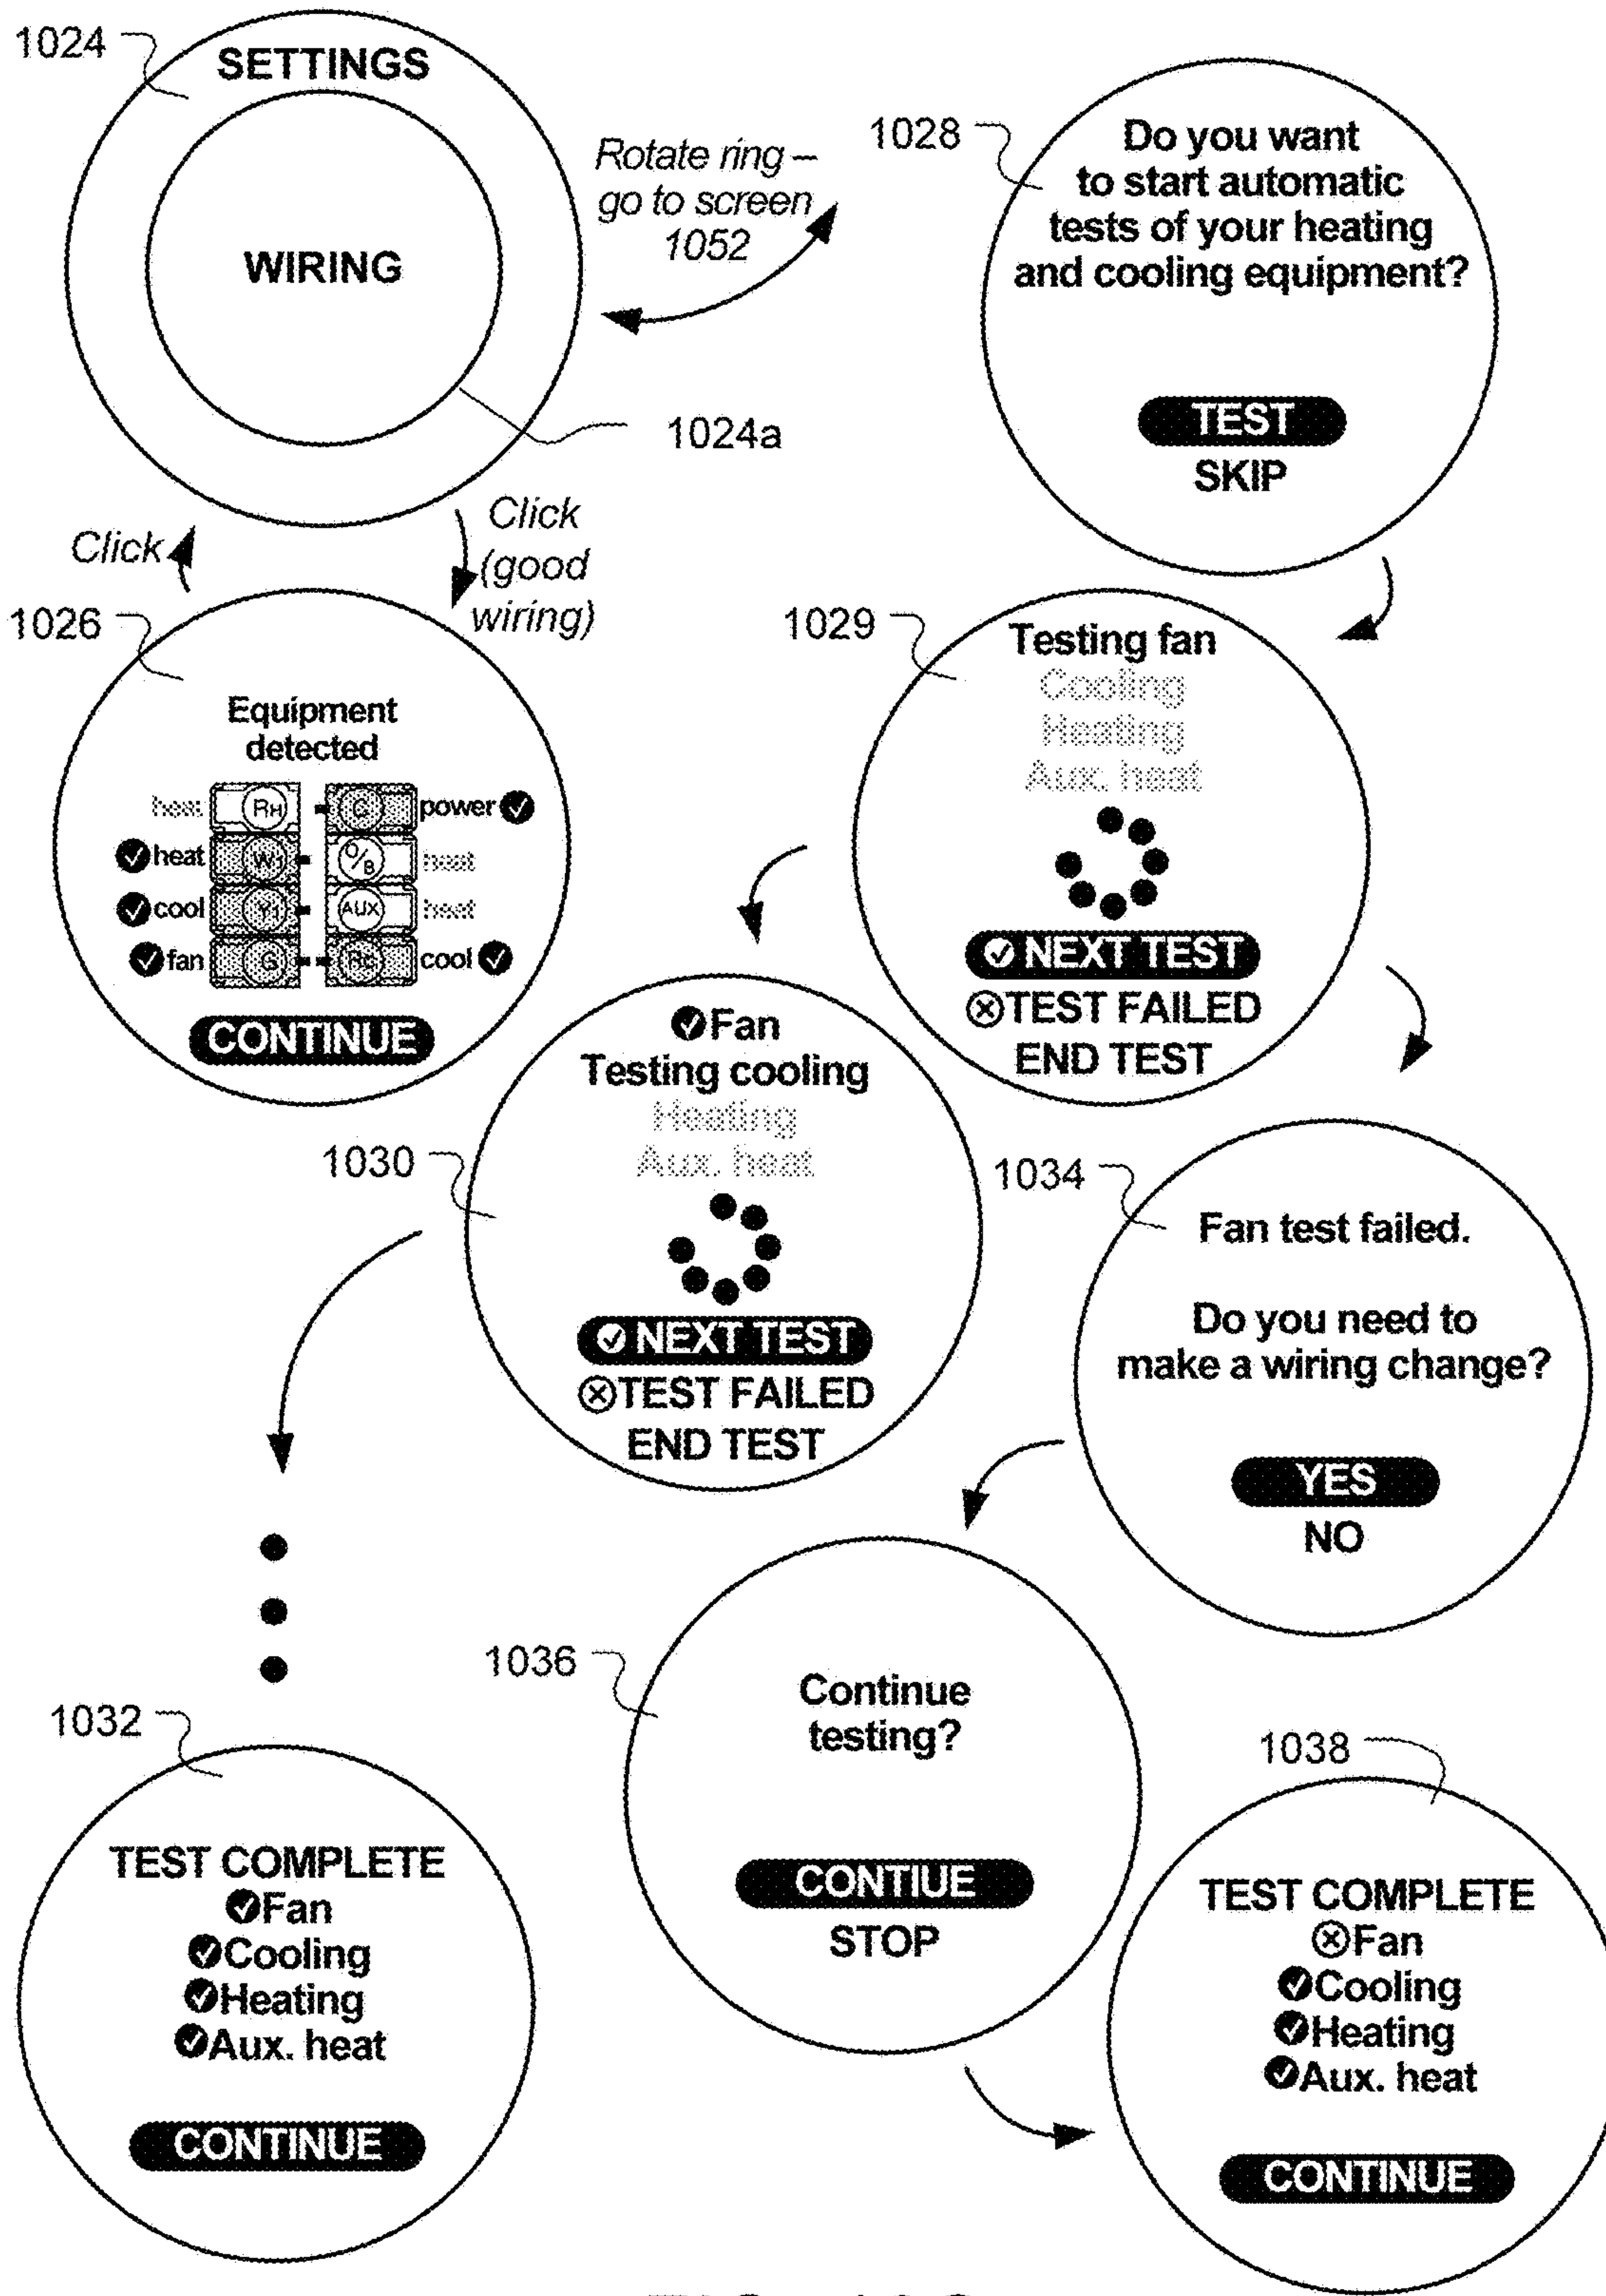 1024
SETTINGS
WIRING
1024a
Rotate ring –
go to screen
1052
1028
Do you want
to start automatic
tests of your heating
and cooling equipment?
TEST
SKIP
Click
Click
(good
wiring)
1026
Equipment
detected
heat RH C power
heat W1 O/B heat
cool Y1 AUX heat
fan G Rc cool
CONTINUE
1029
Testing fan
Cooling
Heating
Aux. heat
NEXT TEST
TEST FAILED
END TEST
1030
Fan
Testing cooling
Heating
Aux. heat
NEXT TEST
TEST FAILED
END TEST
1034
Fan test failed.
Do you need to
make a wiring change?
YES
NO
1036
Continue
testing?
CONTIUE
STOP
1032
TEST COMPLETE
Fan
Cooling
Heating
Aux. heat
CONTINUE
1038
TEST COMPLETE
Fan
Cooling
Heating
Aux. heat
CONTINUE